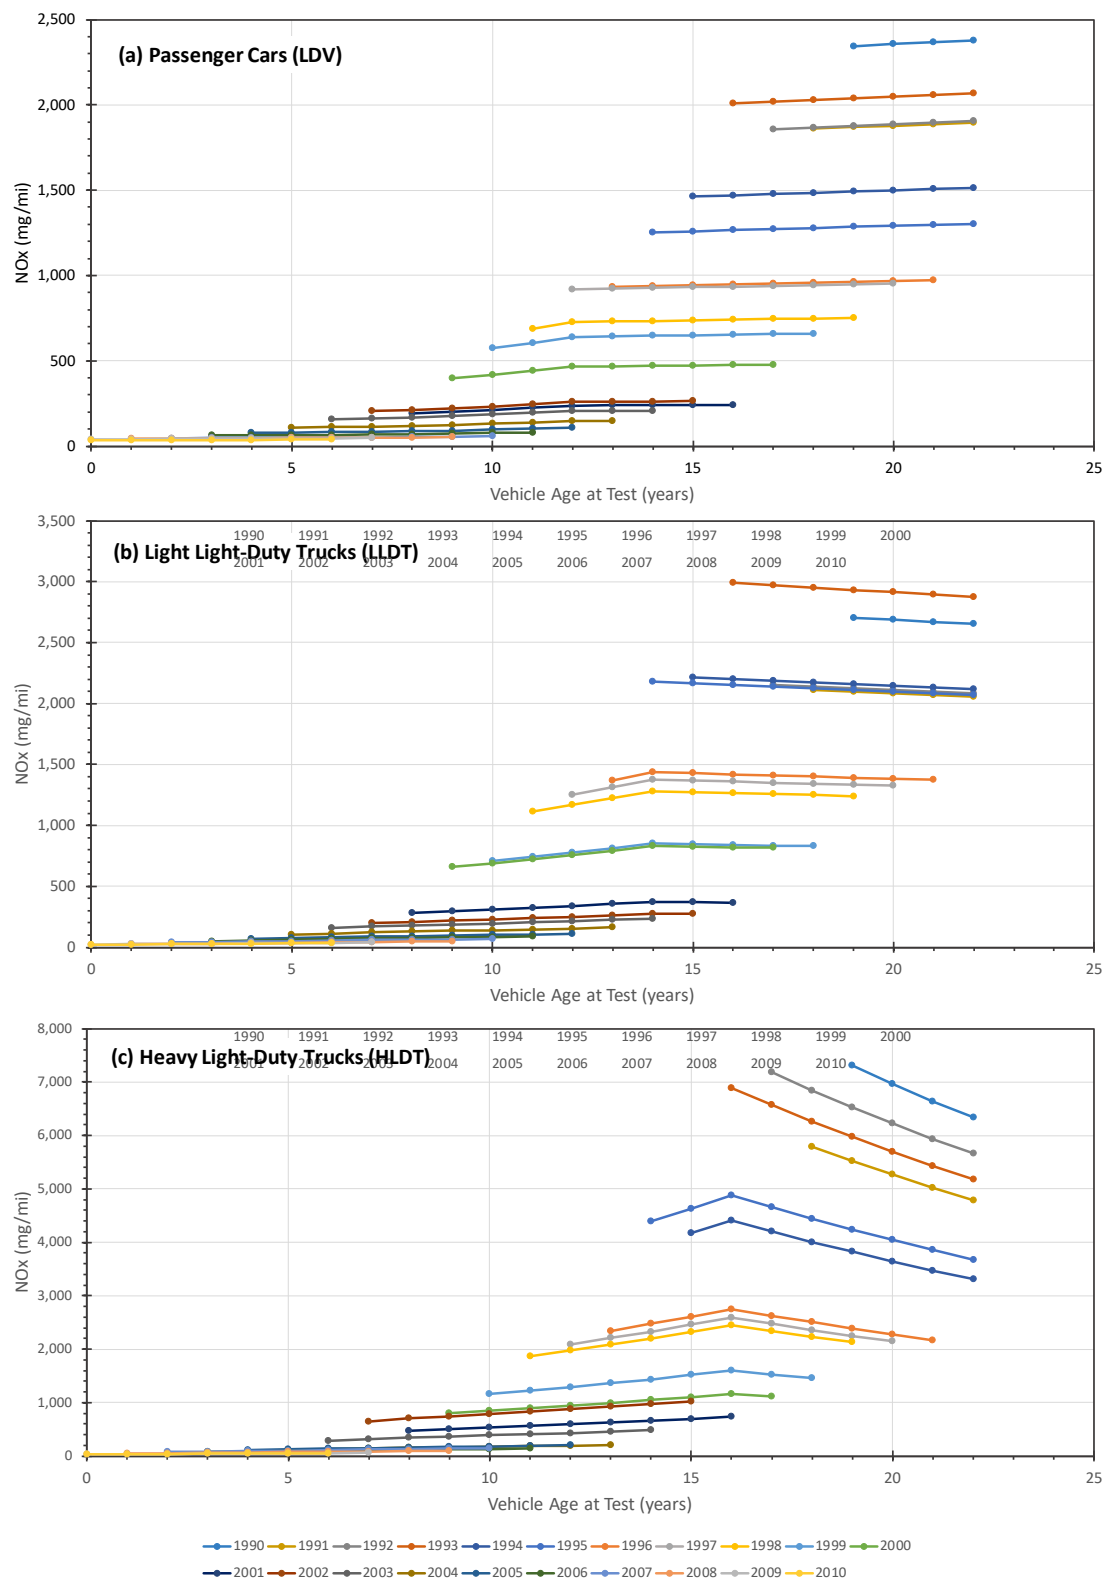 2,500
(a) Passenger Cars (LDV)
2,000
1,500
NOx (mg/mi)
1,000
500
0
0 5 10 15 20 25
Vehicle Age at Test (years)
3,500
1990 1991 1992 1993 1994 1995 1996 1997 1998 1999 2000
(b) Light Light-Duty Trucks (LLDT)
2001 2002 2003 2004 2005 2006 2007 2008 2009 2010
3,000
2,500
2,000
NOx (mg/mi)
1,500
1,000
500
0
0 5 10 15 20 25
Vehicle Age at Test (years)
8,000
1990 1991 1992 1993 1994 1995 1996 1997 1998 1999 2000
(c) Heavy Light-Duty Trucks (HLDT)
2001 2002 2003 2004 2005 2006 2007 2008 2009 2010
7,000
6,000
5,000
NOx (mg/mi)
4,000
3,000
2,000
1,000
0
0 5 10 15 20 25
Vehicle Age at Test (years)
1990 1991 1992 1993 1994 1995 1996 1997 1998 1999 2000
2001 2002 2003 2004 2005 2006 2007 2008 2009 2010